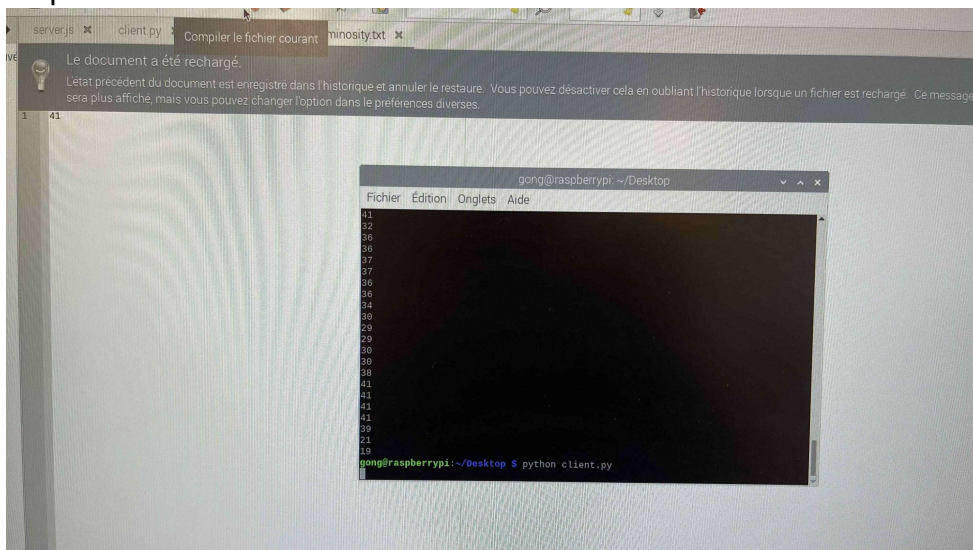 server.js
client.py
Compiler le fichier courant
minosity.txt
Le document a été rechargé.
L'état précédent du document est enregistré dans l'historique et annuler le restaure. Vous pouvez désactiver cela en oubliant l'historique lorsque un fichier est rechargé. Ce message
sera plus affiché, mais vous pouvez changer l'option dans le préférences diverses.
1 41
gong@raspberrypi: ~/Desktop
Fichier Édition Onglets Aide
41
32
36
36
37
37
36
36
34
30
29
29
30
30
38
41
41
41
41
39
21
19
gong@raspberrypi:~/Desktop $ python client.py